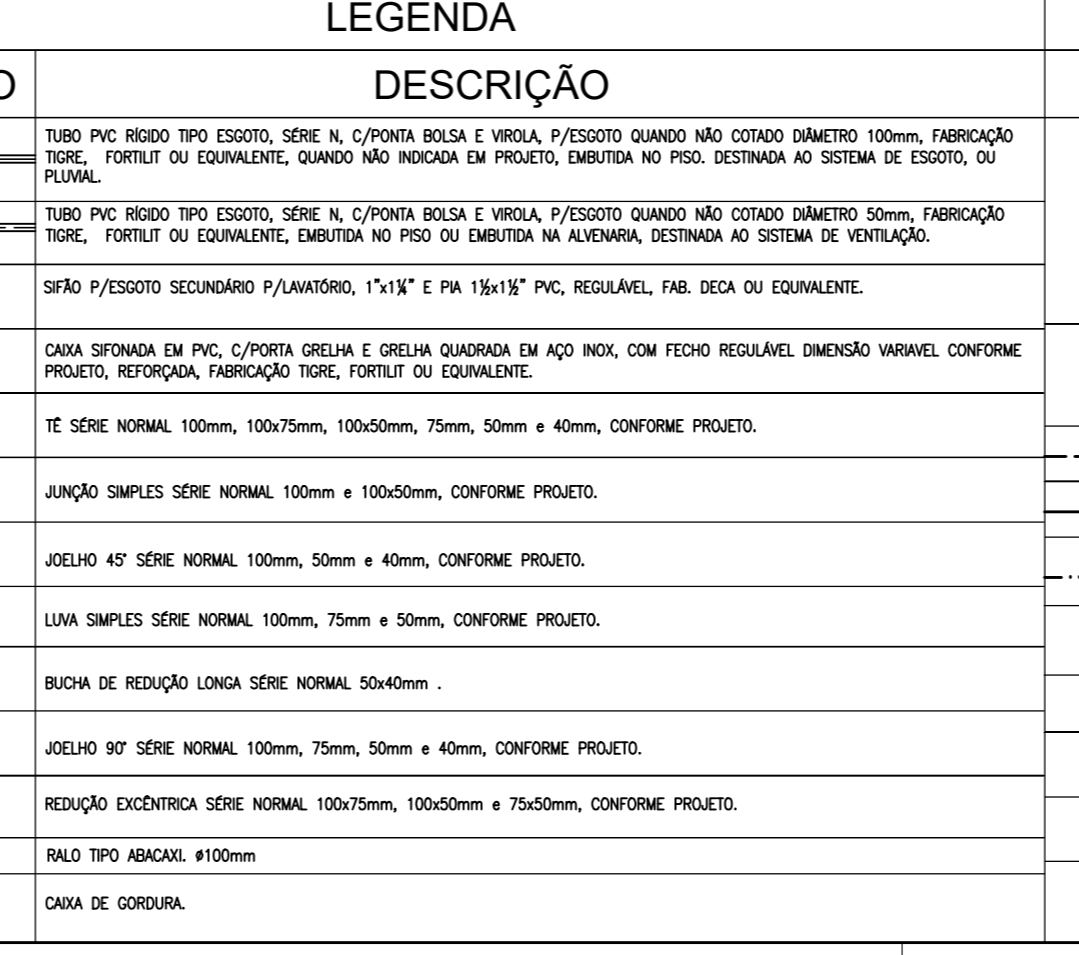 LEGENDA
O DESCRIÇÃO
TUBO PVC RÍGIDO TIPO ESGOTO, SÉRIE N, C/PONTA BOLSA E VIROLA, P/ESGOTO QUANDO NÃO COTADO DIÂMETRO 100mm, FABRICAÇÃO
TIGRE, FORTILIT OU EQUIVALENTE, QUANDO NÃO INDICADA EM PROJETO, EMBUTIDA NO PISO. DESTINADA AO SISTEMA DE ESGOTO, OU
PLUVIAL.
TUBO PVC RÍGIDO TIPO ESGOTO, SÉRIE N, C/PONTA BOLSA E VIROLA, P/ESGOTO QUANDO NÃO COTADO DIÂMETRO 50mm, FABRICAÇÃO
TIGRE, FORTILIT OU EQUIVALENTE, EMBUTIDA NO PISO OU EMBUTIDA NA ALVENARIA, DESTINADA AO SISTEMA DE VENTILAÇÃO.
SIFÃO P/ESGOTO SECUNDÁRIO P/LAVATÓRIO, 1"x1¼" E PIA 1½x1½" PVC, REGULÁVEL, FAB. DECA OU EQUIVALENTE.
CAIXA SIFONADA EM PVC, C/PORTA GRELHA E GRELHA QUADRADA EM AÇO INOX, COM FECHO REGULÁVEL DIMENSÃO VARIAVEL CONFORME
PROJETO, REFORÇADA, FABRICAÇÃO TIGRE, FORTILIT OU EQUIVALENTE.
TÊ SÉRIE NORMAL 100mm, 100x75mm, 100x50mm, 75mm, 50mm e 40mm, CONFORME PROJETO.
JUNÇÃO SIMPLES SÉRIE NORMAL 100mm e 100x50mm, CONFORME PROJETO.
JOELHO 45° SÉRIE NORMAL 100mm, 50mm e 40mm, CONFORME PROJETO.
LUVA SIMPLES SÉRIE NORMAL 100mm, 75mm e 50mm, CONFORME PROJETO.
BUCHA DE REDUÇÃO LONGA SÉRIE NORMAL 50x40mm .
JOELHO 90° SÉRIE NORMAL 100mm, 75mm, 50mm e 40mm, CONFORME PROJETO.
REDUÇÃO EXCÊNTRICA SÉRIE NORMAL 100x75mm, 100x50mm e 75x50mm, CONFORME PROJETO.
RALO TIPO ABACAXI. ø100mm
CAIXA DE GORDURA.